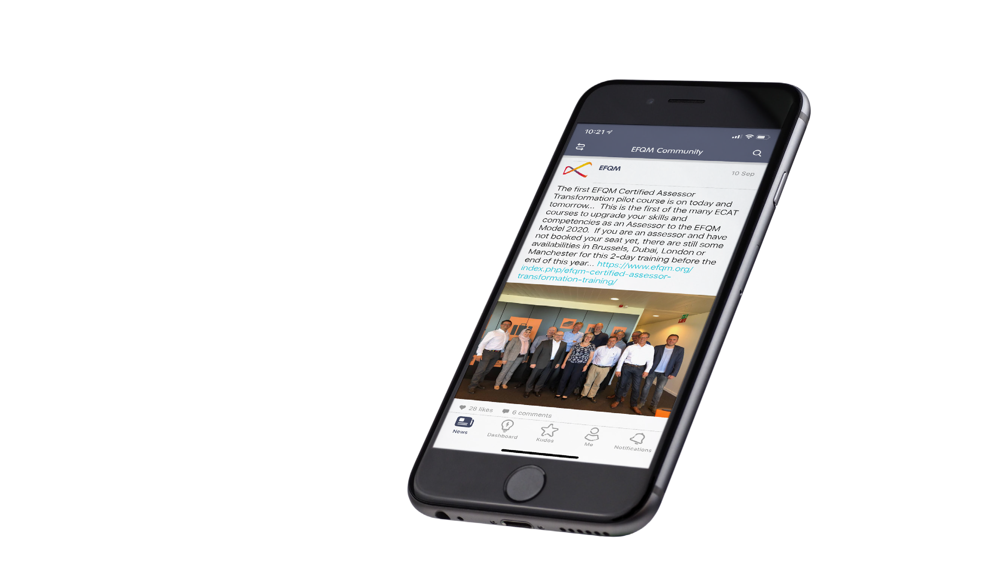 10:21
EFQM Community
EFQM
10 Sep
The first EFQM Certified Assessor
Transformation pilot course is on today and
tomorrow...  This is the first of the many ECAT
courses to upgrade your skills and
competencies as an Assessor to the EFQM
Model 2020.  If you are an assessor and have
not booked your seat yet, there are still some
availabilities in Brussels, Dubai, London or
Manchester for this 2-day training before the
end of this year... https://www.efqm.org/
index.php/efqm-certified-assessor-
transformation-training/
28 likes
6 comments
News
Dashboard
Kudos
Me
Notifications